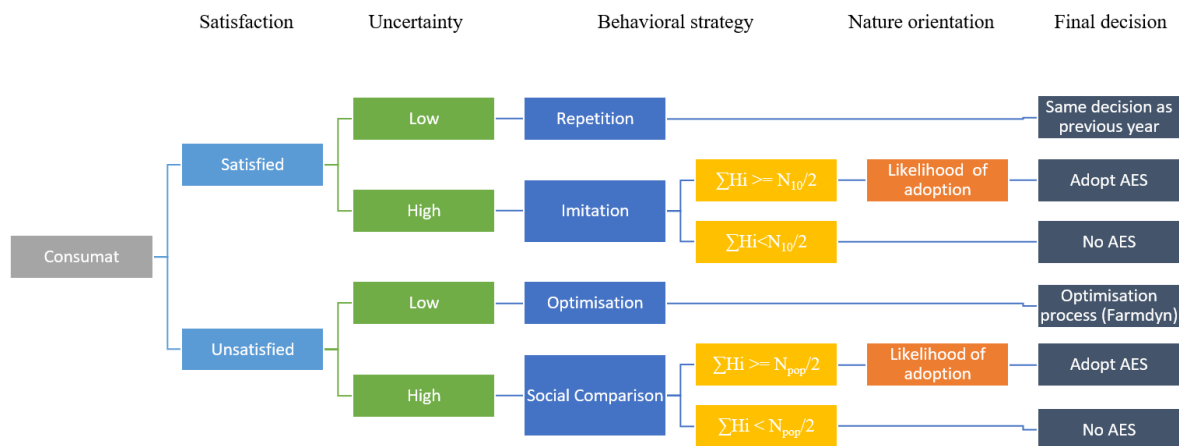 Satisfaction Uncertainty Behavioral strategy Nature orientation Final decision
Low Repetition Same decision as
previous year
Satisfied
High Imitation ∑Hi >= N₁₀/2 Likelihood of
adoption Adopt AES
∑Hi<N₁₀/2 No AES
Consumat
Low Optimisation Optimisation
process (Farmdyn)
Unsatisfied
High Social Comparison ∑Hi >= Nₚₒₚ/2 Likelihood of
adoption Adopt AES
∑Hi < Nₚₒₚ/2 No AES